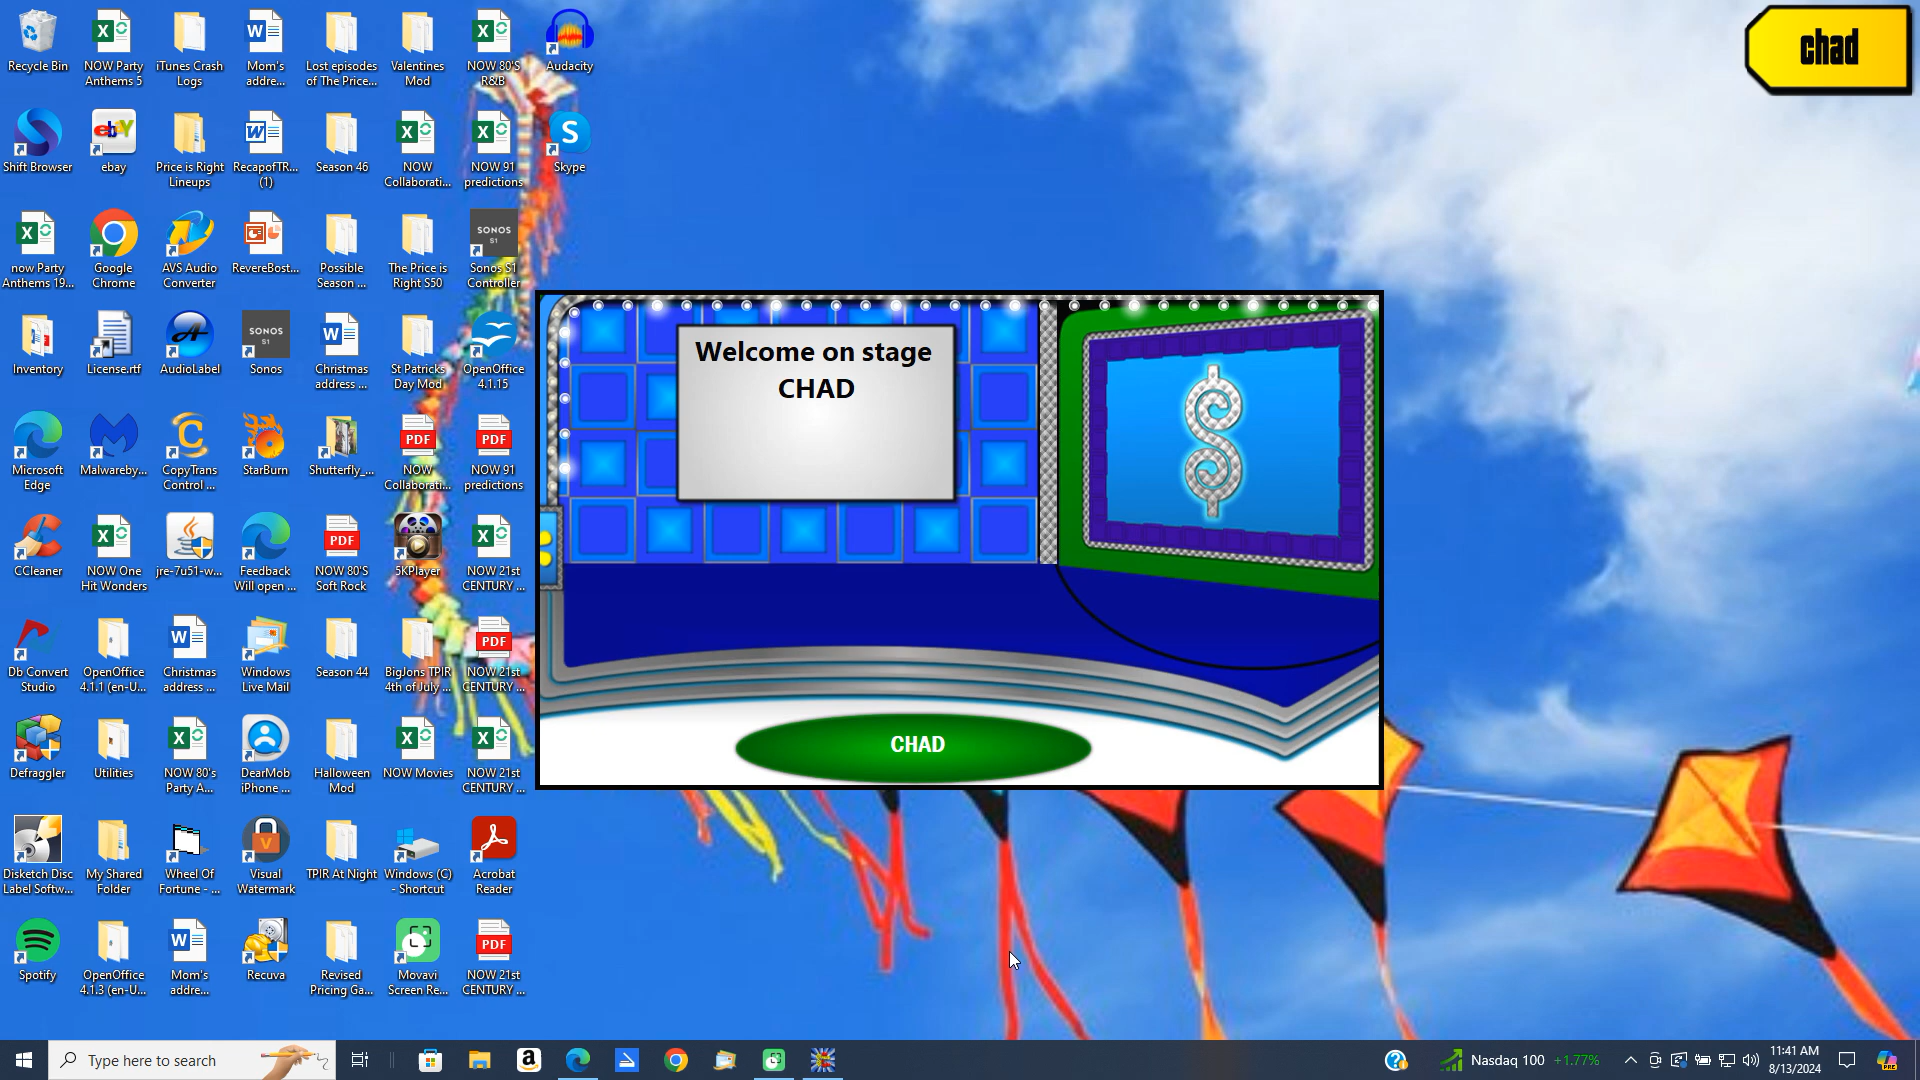 Recycle Bin
NOW Party
Anthems 5
iTunes Crash
Logs
Mom's
addre...
Lost episodes
of The Price...
Valentines
Mod
NOW 80'S
R&B
Audacity
chad
Shift Browser
ebay
ebay
Price is Right
Lineups
RecapofTR...
(1)
Season 46
NOW
Collaborati...
NOW 91
predictions
Skype
now Party
Anthems 19...
Google
Chrome
AVS Audio
Converter
RevereBost...
Possible
Season ...
The Price is
Right S50
SONOS
S1
Sonos S1
Controller
Inventory
License.rtf
AudioLabel
SONOS
S1
Sonos
Christmas
address ...
St Patricks
Day Mod
OpenOffice
4.1.15
Welcome on stage
CHAD
Microsoft
Edge
Malwareby...
CopyTrans
Control ...
StarBurn
Shutterfly_...
PDF
NOW
Collaborati...
PDF
NOW 91
predictions
CCleaner
NOW One
Hit Wonders
jre-7u51-w...
Feedback
Will open ...
PDF
NOW 80'S
Soft Rock
5KPlayer
NOW 21st
CENTURY ...
Db Convert
Studio
OpenOffice
4.1.1 (en-U...
Christmas
address ...
Windows
Live Mail
Season 44
BigJons TPIR
4th of July ...
PDF
NOW 21st
CENTURY ...
CHAD
Defraggler
Utilities
NOW 80's
Party A...
DearMob
iPhone ...
Halloween
Mod
NOW Movies
NOW 21st
CENTURY ...
Disketch Disc
Label Softw...
My Shared
Folder
Wheel Of
Fortune - ...
Visual
Watermark
TPIR At Night
Windows (C)
- Shortcut
Acrobat
Reader
Spotify
OpenOffice
4.1.3 (en-U...
Mom's
addre...
Recuva
Revised
Pricing Ga...
Movavi
Screen Re...
PDF
NOW 21st
CENTURY ...
Type here to search
Nasdaq 100 +1.77%
11:41 AM
8/13/2024